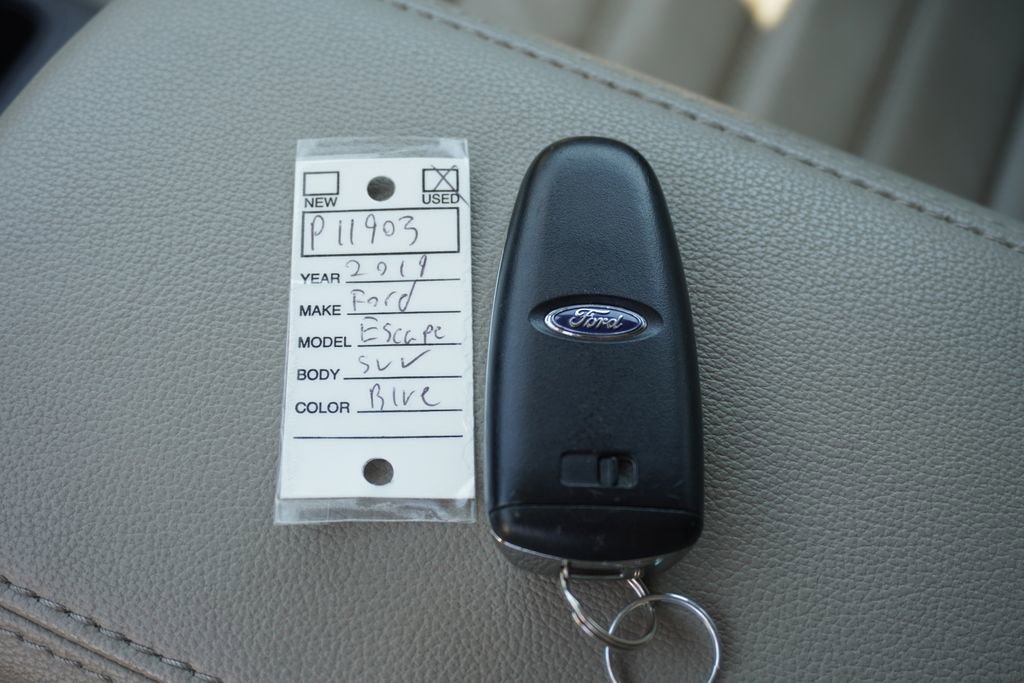 NEW USED
P11903
YEAR 2019
MAKE Ford
MODEL Escape
BODY SUV
COLOR Blue
Ford